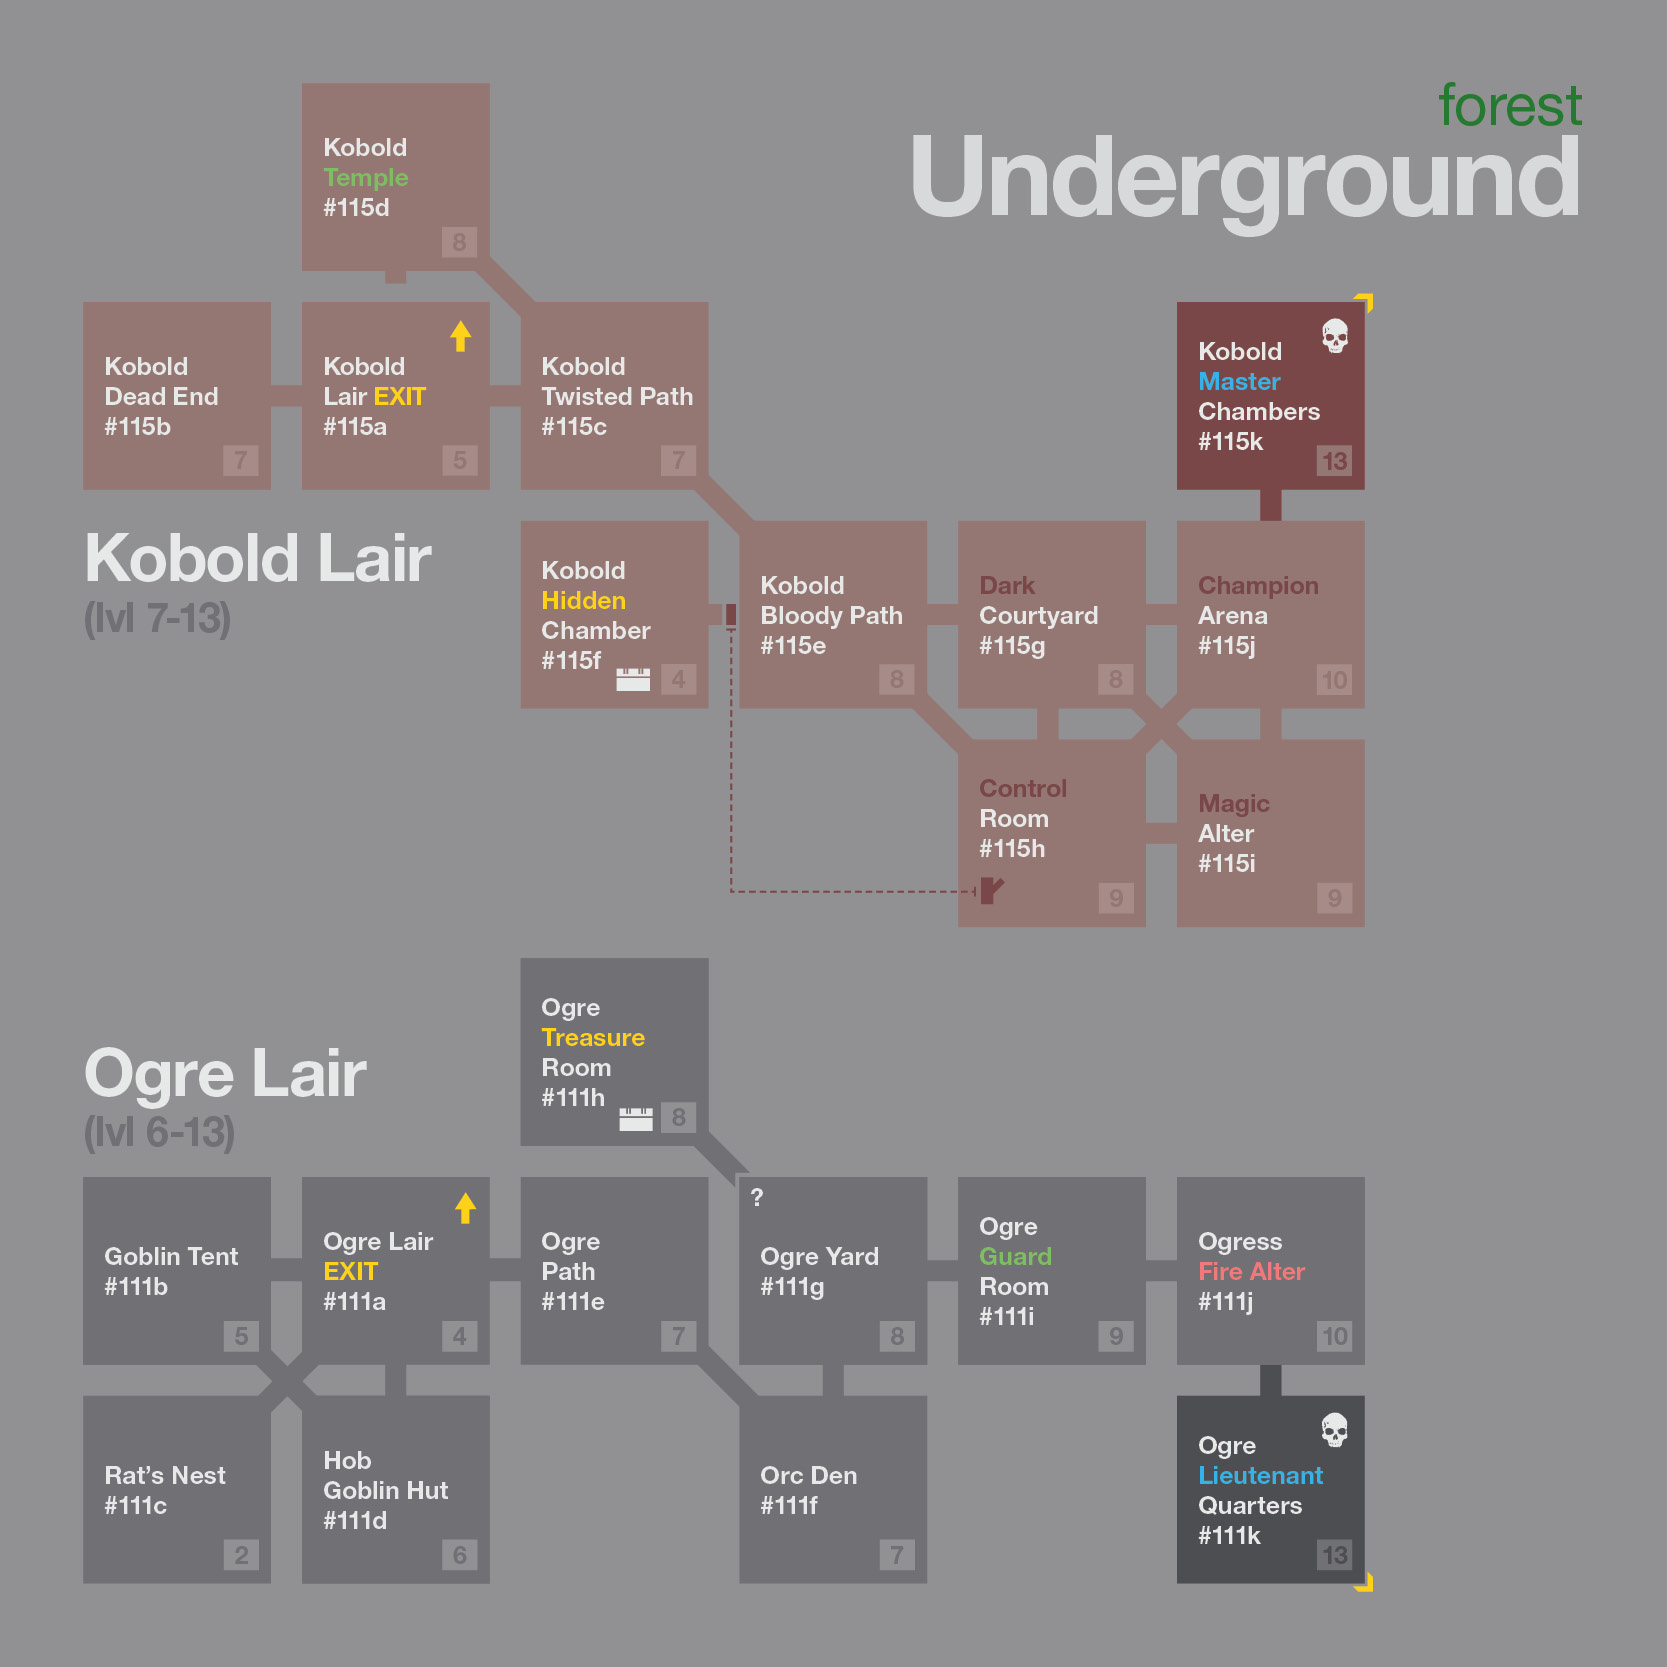 forest
Underground
Kobold
Temple
#115d
8
Kobold
Dead End
#115b
7
Kobold
Lair EXIT
#115a
5
Kobold
Twisted Path
#115c
7
Kobold
Master
Chambers
#115k
13
Kobold Lair
(lvl 7-13)
Kobold
Hidden
Chamber
#115f
4
Kobold
Bloody Path
#115e
8
Dark
Courtyard
#115g
8
Champion
Arena
#115j
10
Control
Room
#115h
9
Magic
Alter
#115i
9
Ogre Lair
(lvl 6-13)
Ogre
Treasure
Room
#111h
8
Goblin Tent
#111b
5
Ogre Lair
EXIT
#111a
4
Ogre
Path
#111e
7
?
Ogre Yard
#111g
8
Ogre
Guard
Room
#111i
9
Ogress
Fire Alter
#111j
10
Rat's Nest
#111c
2
Hob
Goblin Hut
#111d
6
Orc Den
#111f
7
Ogre
Lieutenant
Quarters
#111k
13